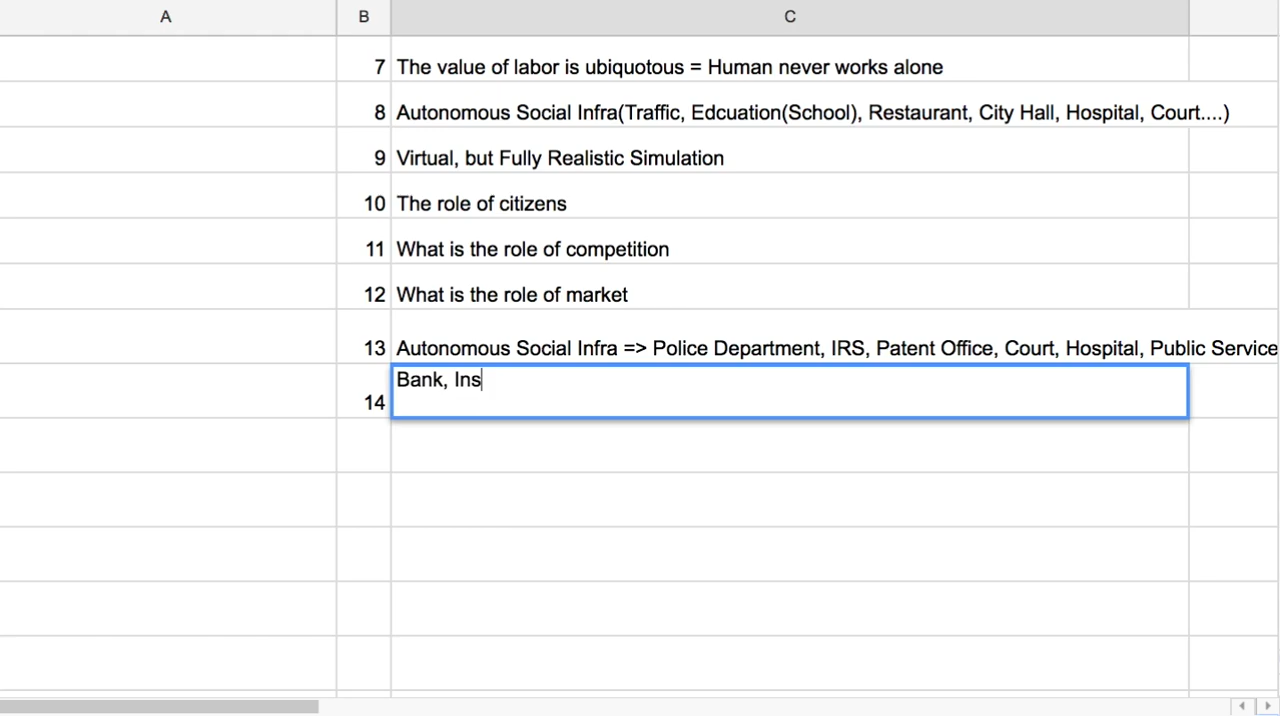 A B C
7 The value of labor is ubiquotous = Human never works alone
8 Autonomous Social Infra(Traffic, Edcuation(School), Restaurant, City Hall, Hospital, Court....)
9 Virtual, but Fully Realistic Simulation
10 The role of citizens
11 What is the role of competition
12 What is the role of market
13 Autonomous Social Infra => Police Department, IRS, Patent Office, Court, Hospital, Public Service
14 Bank, Ins